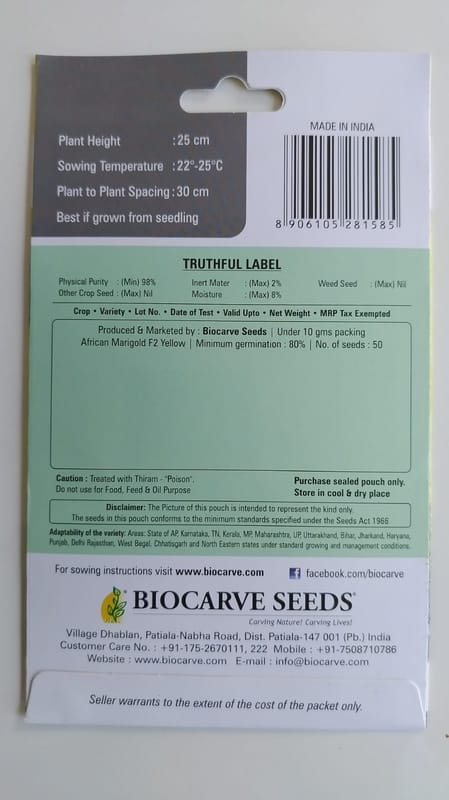 Plant Height : 25 cm
Sowing Temperature : 22°-25°C
Plant to Plant Spacing : 30 cm
Best if grown from seedling
MADE IN INDIA
8 906105 281585
TRUTHFUL LABEL
Physical Purity : (Min) 98% Inert Mater : (Max) 2% Weed Seed : (Max) Nil
Other Crop Seed : (Max) Nil Moisture : (Max) 8%
Crop • Variety • Lot No. • Date of Test • Valid Upto • Net Weight • MRP Tax Exempted
Produced & Marketed by : Biocarve Seeds | Under 10 gms packing
African Marigold F2 Yellow | Minimum germination : 80% | No. of seeds : 50
Caution : Treated with Thiram - "Poison".
Do not use for Food, Feed & Oil Purpose
Purchase sealed pouch only.
Store in cool & dry place
Disclaimer: The Picture of this pouch is intended to represent the kind only.
The seeds in this pouch conforms to the minimum standards specified under the Seeds Act 1966
Adaptability of the variety: Areas: State of AP, Karnataka, TN, Kerala, MP, Maharashtra, UP, Uttarakhand, Bihar, Jharkand, Haryana,
Punjab, Delhi Rajasthan, West Begal, Chhatisgarh and North Eastern states under standard growing and management conditions.
For sowing instructions visit www.biocarve.com f facebook.com/biocarve
BIOCARVE SEEDS®
Carving Nature! Carving Lives!
Village Dhablan, Patiala-Nabha Road, Dist. Patiala-147 001 (Pb.) India
Customer Care No. : +91-175-2670111, 222 Mobile : +91-7508710786
Website : www.biocarve.com E-mail : info@biocarve.com
Seller warrants to the extent of the cost of the packet only.